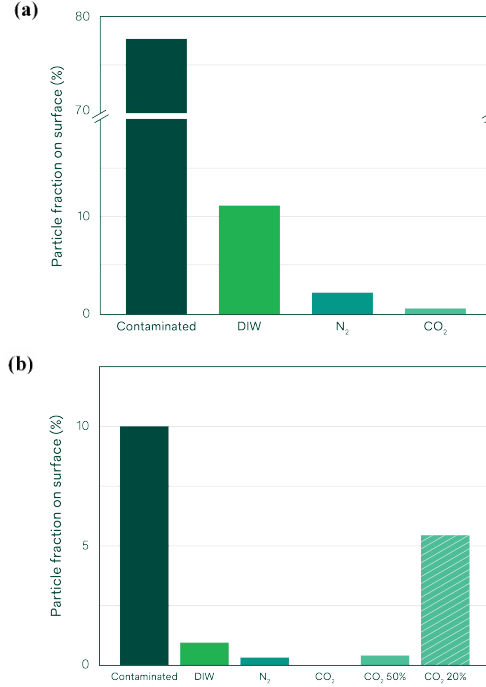 (a)
Particle fraction on surface (%)
80
70
10
0
Contaminated DIW N₂ CO₂
(b)
Particle fraction on surface (%)
10
5
0
Contaminated DIW N₂ CO₂ CO₂ 50% CO₂ 20%